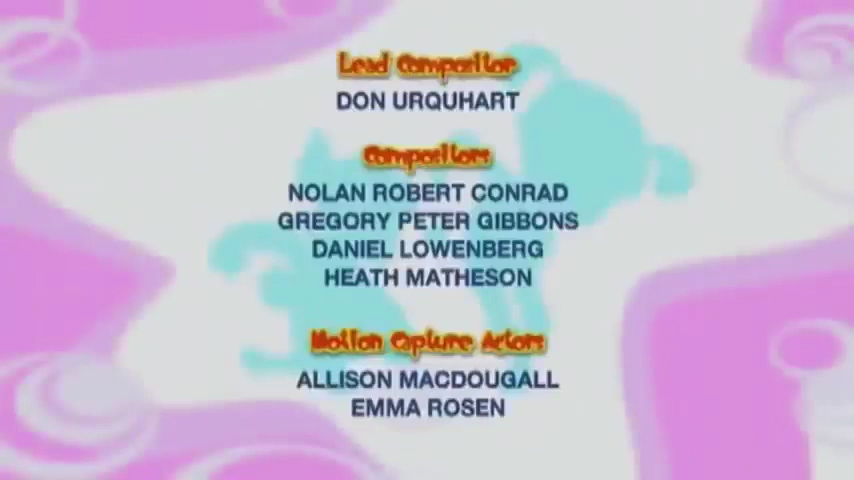 Lead Compositor
DON URQUHART
Compositors
NOLAN ROBERT CONRAD
GREGORY PETER GIBBONS
DANIEL LOWENBERG
HEATH MATHESON
Motion Capture Actors
ALLISON MACDOUGALL
EMMA ROSEN